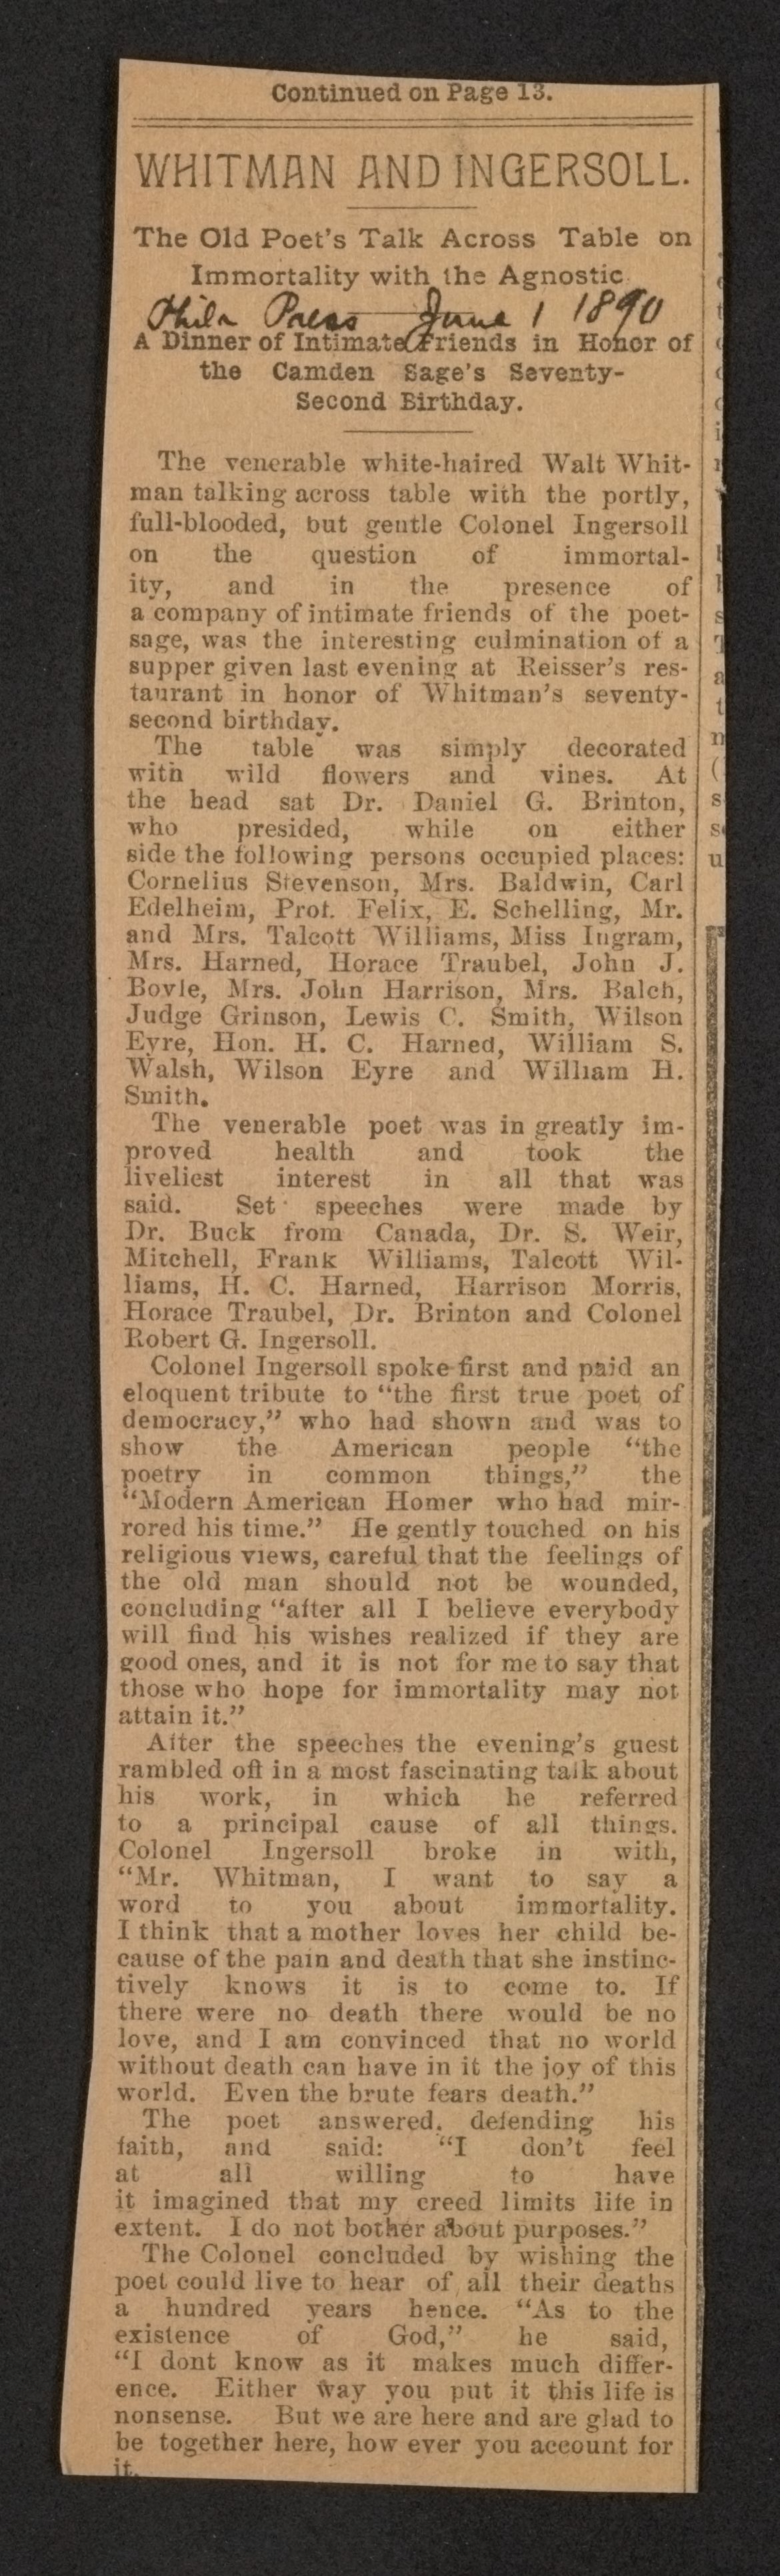 Continued on Page 13.
WHITMAN AND INGERSOLL.
The Old Poet's Talk Across Table on
Immortality with the Agnostic
Phila Press June 1 1890
A Dinner of Intimate Friends in Honor of
the Camden Sage's Seventy-
Second Birthday.
The venerable white-haired Walt Whit-
man talking across table with the portly,
full-blooded, but gentle Colonel Ingersoll
on the question of immortal-
ity, and in the presence of
a company of intimate friends of the poet-
sage, was the interesting culmination of a
supper given last evening at Reisser's res-
taurant in honor of Whitman's seventy-
second birthday.
The table was simply decorated
with wild flowers and vines. At
the head sat Dr. Daniel G. Brinton,
who presided, while on either
side the following persons occupied places:
Cornelius Stevenson, Mrs. Baldwin, Carl
Edelheim, Prof. Felix, E. Schelling, Mr.
and Mrs. Talcott Williams, Miss Ingram,
Mrs. Harned, Horace Traubel, John J.
Boyle, Mrs. John Harrison, Mrs. Balch,
Judge Grinson, Lewis C. Smith, Wilson
Eyre, Hon. H. C. Harned, William S.
Walsh, Wilson Eyre and William H.
Smith.
The venerable poet was in greatly im-
proved health and took the
liveliest interest in all that was
said. Set speeches were made by
Dr. Buck from Canada, Dr. S. Weir,
Mitchell, Frank Williams, Talcott Wil-
liams, H. C. Harned, Harrison Morris,
Horace Traubel, Dr. Brinton and Colonel
Robert G. Ingersoll.
Colonel Ingersoll spoke first and paid an
eloquent tribute to “the first true poet of
democracy,” who had shown and was to
show the American people “the
poetry in common things,” the
“Modern American Homer who had mir-
rored his time.” He gently touched on his
religious views, careful that the feelings of
the old man should not be wounded,
concluding “after all I believe everybody
will find his wishes realized if they are
good ones, and it is not for me to say that
those who hope for immortality may not
attain it.”
After the speeches the evening's guest
rambled off in a most fascinating talk about
his work, in which he referred
to a principal cause of all things.
Colonel Ingersoll broke in with,
“Mr. Whitman, I want to say a
word to you about immortality.
I think that a mother loves her child be-
cause of the pain and death that she instinc-
tively knows it is to come to. If
there were no death there would be no
love, and I am convinced that no world
without death can have in it the joy of this
world. Even the brute fears death.”
The poet answered, defending his
faith, and said: “I don't feel
at all willing to have
it imagined that my creed limits life in
extent. I do not bother about purposes.”
The Colonel concluded by wishing the
poet could live to hear of all their deaths
a hundred years hence. “As to the
existence of God,” he said,
“I dont know as it makes much differ-
ence. Either way you put it this life is
nonsense. But we are here and are glad to
be together here, how ever you account for
it.